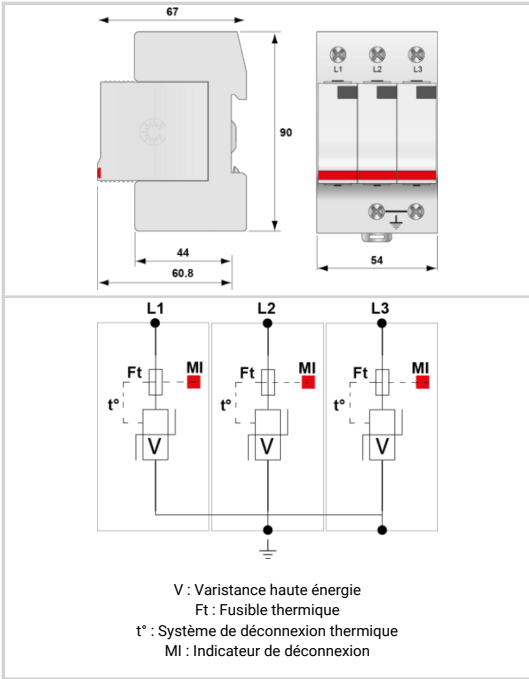 67
L1 L2 L3
90
44
60.8
54
L1 L2 L3
Ft MI Ft MI Ft MI
t° t° t°
V V V
V : Varistance haute énergie
Ft : Fusible thermique
t° : Système de déconnexion thermique
MI : Indicateur de déconnexion